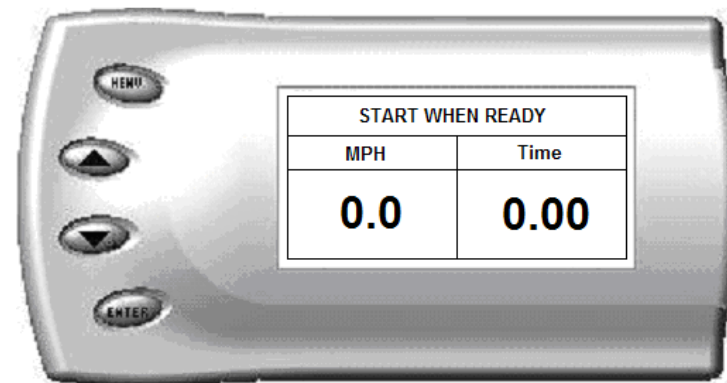 MENU
START WHEN READY
MPH Time
0.0 0.00
ENTER